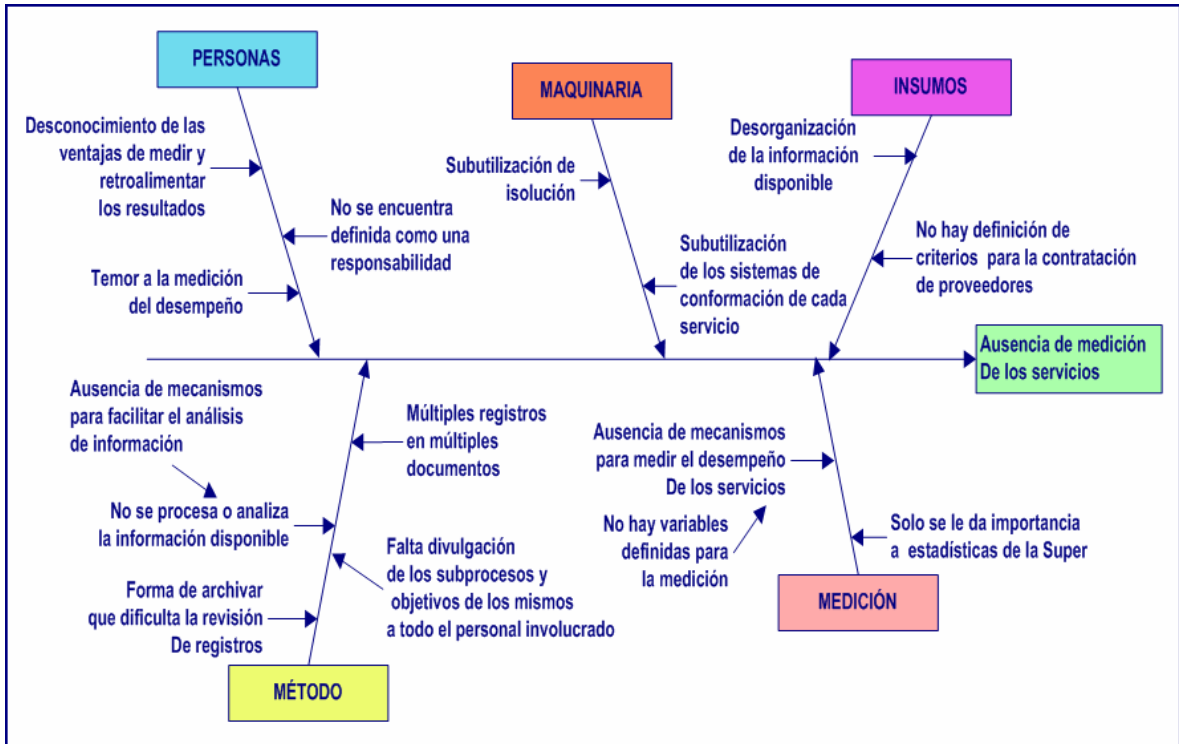 PERSONAS
Desconocimiento de las
ventajas de medir y
retroalimentar
los resultados
No se encuentra
definida como una
responsabilidad
Temor a la medición
del desempeño
MAQUINARIA
Subutilización de
isolución
Subutilización
de los sistemas de
conformación de cada
servicio
INSUMOS
Desorganización
de la información
disponible
No hay definición de
criterios para la contratación
de proveedores
Ausencia de medición
De los servicios
Ausencia de mecanismos
para facilitar el análisis
de información
Múltiples registros
en múltiples
documentos
No se procesa o analiza
la información disponible
Falta divulgación
de los subprocesos y
objetivos de los mismos
a todo el personal involucrado
Forma de archivar
que dificulta la revisión
De registros
MÉTODO
Ausencia de mecanismos
para medir el desempeño
De los servicios
No hay variables
definidas para
la medición
Solo se le da importancia
a estadísticas de la Super
MEDICIÓN